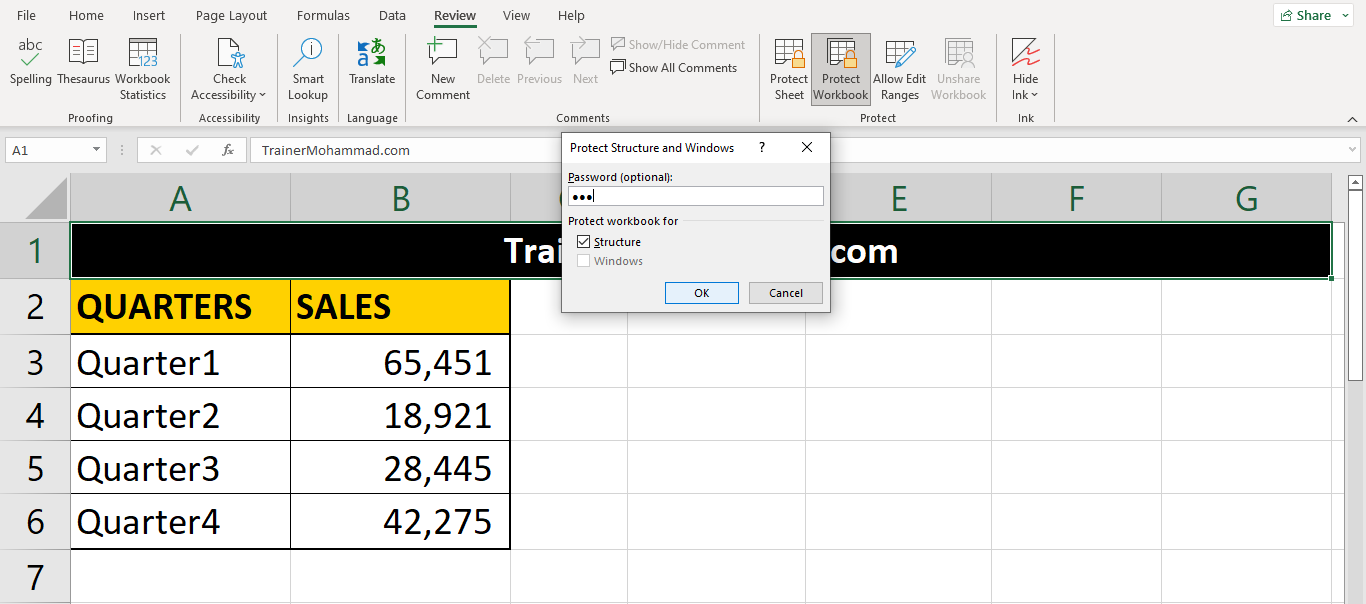 File Home Insert Page Layout Formulas Data Review View Help Share
abc
Spelling Thesaurus Workbook Statistics
Check Accessibility
Smart Lookup
a あ
Translate
New Comment Delete Previous Next
Show/Hide Comment
Show All Comments
Protect Sheet Protect Workbook Allow Edit Ranges Unshare Workbook
Hide Ink
123
Proofing Accessibility Insights Language Comments Protect Ink
A1 fx TrainerMohammad.com
Protect Structure and Windows ? 
Password (optional):
•••
Protect workbook for
Structure
Windows
OK Cancel
A B E F G
1 Trai com
2 QUARTERS SALES
3 Quarter1 65,451
4 Quarter2 18,921
5 Quarter3 28,445
6 Quarter4 42,275
7